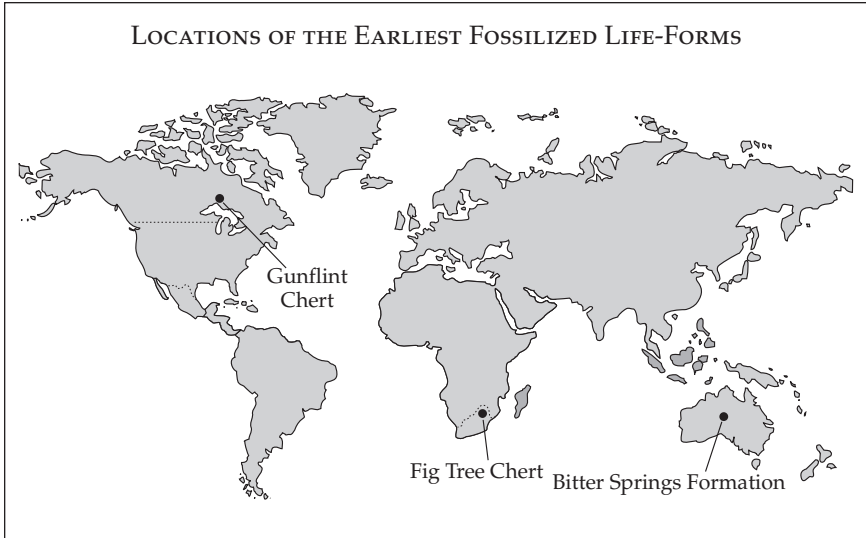 LOCATIONS OF THE EARLIEST FOSSILIZED LIFE-FORMS
Gunflint
Chert
Fig Tree Chert
Bitter Springs Formation